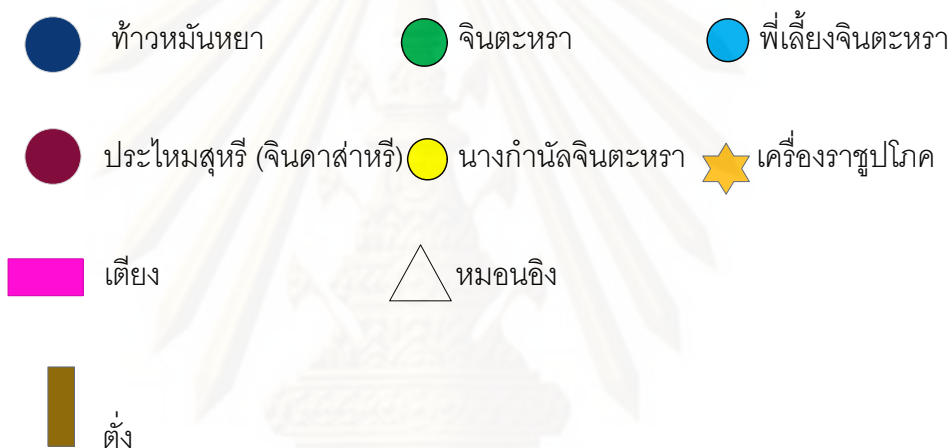 ท้าวหมันหยา จินตะหรา พี่เลี้ยงจินตะหรา
ประไหมสุหรี (จินดาส่าหรี) นางกำนัลจินตะหรา เครื่องราชูปโภค
เตียง หมอนอิง
ตั่ง